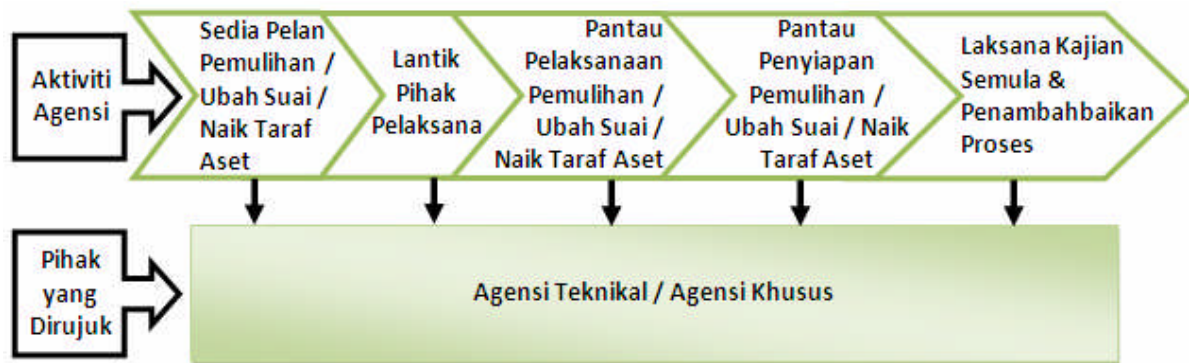 Aktiviti
Agensi
Sedia Pelan
Pemulihan /
Ubah Suai /
Naik Taraf
Aset
Lantik
Pihak
Pelaksana
Pantau
Pelaksanaan
Pemulihan /
Ubah Suai /
Naik Taraf Aset
Pantau
Penyiapan
Pemulihan /
Ubah Suai / Naik
Taraf Aset
Laksana Kajian
Semula &
Penambahbaikan
Proses
Pihak
yang
Dirujuk
Agensi Teknikal / Agensi Khusus